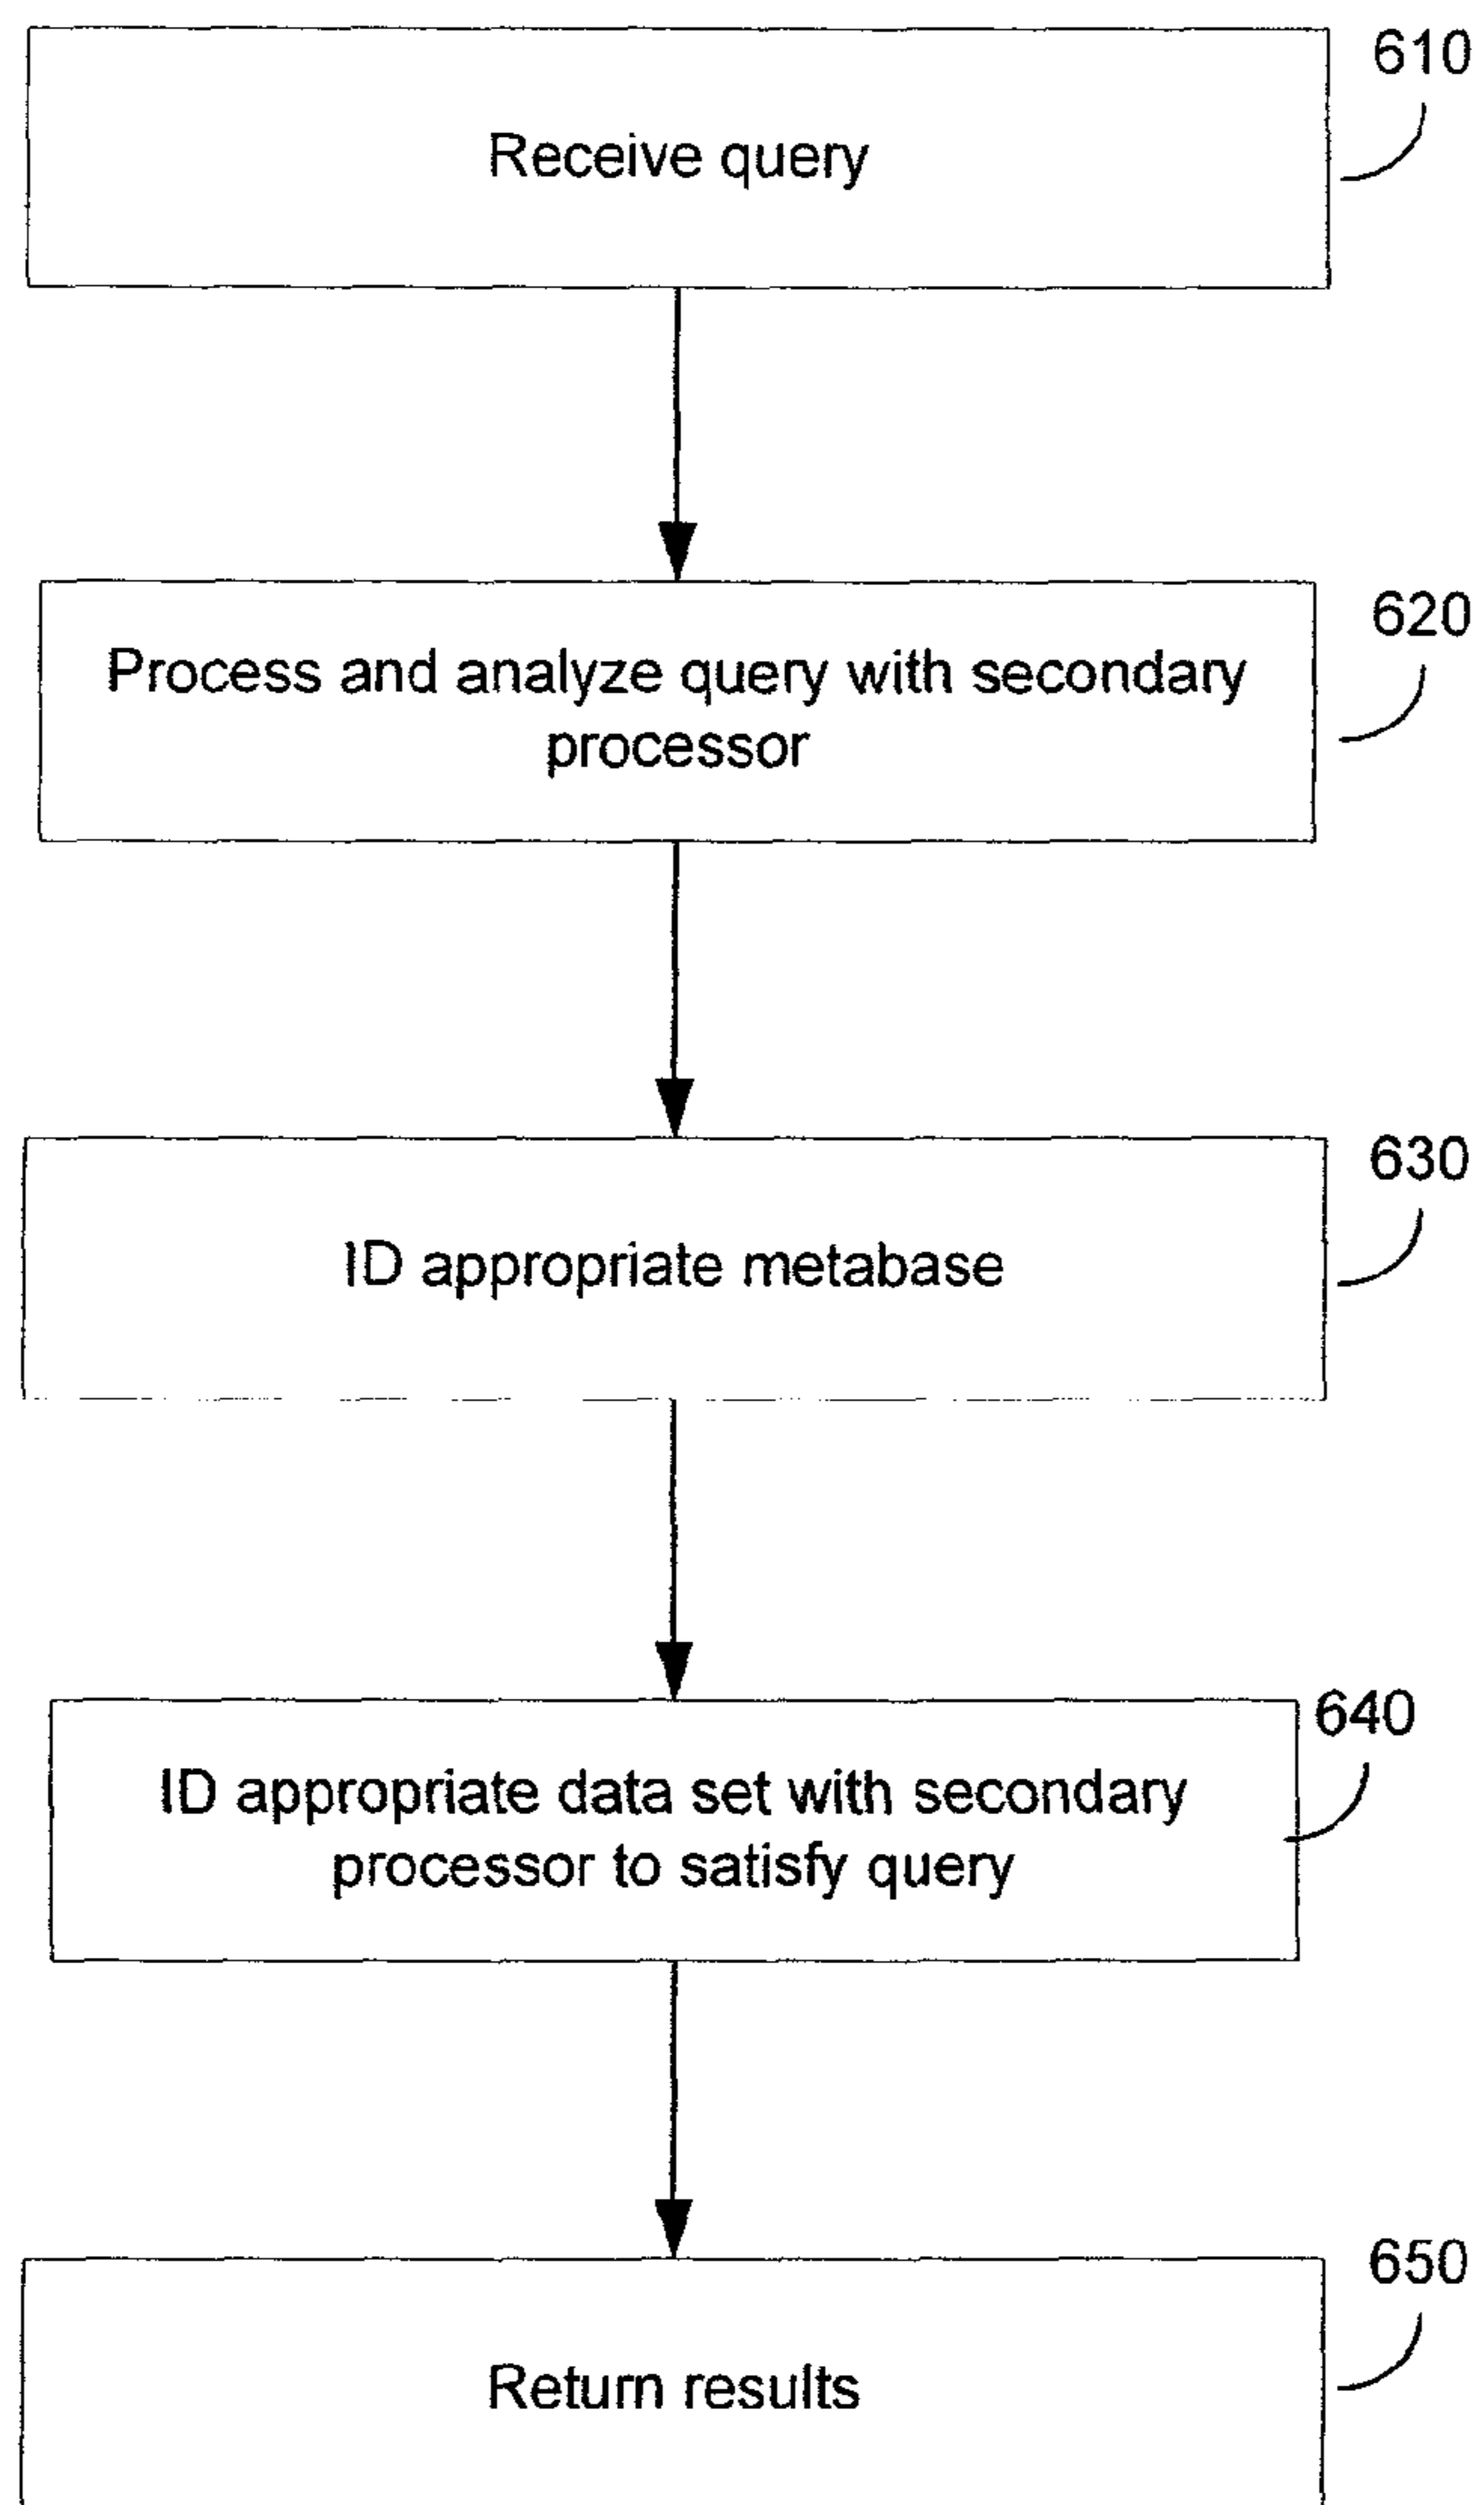 610
Receive query
620
Process and analyze query with secondary
processor
630
ID appropriate metabase
640
ID appropriate data set with secondary
processor to satisfy query
650
Return results